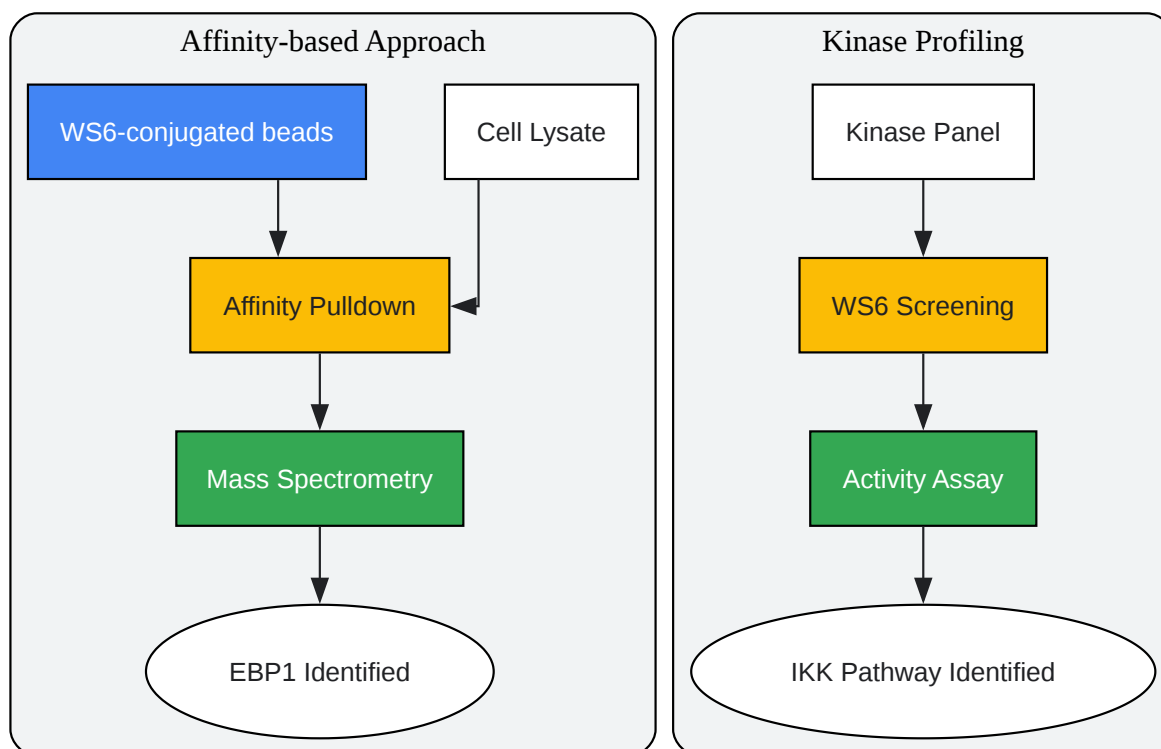 Affinity-based Approach
WS6-conjugated beads
Cell Lysate
Affinity Pulldown
Mass Spectrometry
EBP1 Identified
Kinase Profiling
Kinase Panel
WS6 Screening
Activity Assay
IKK Pathway Identified